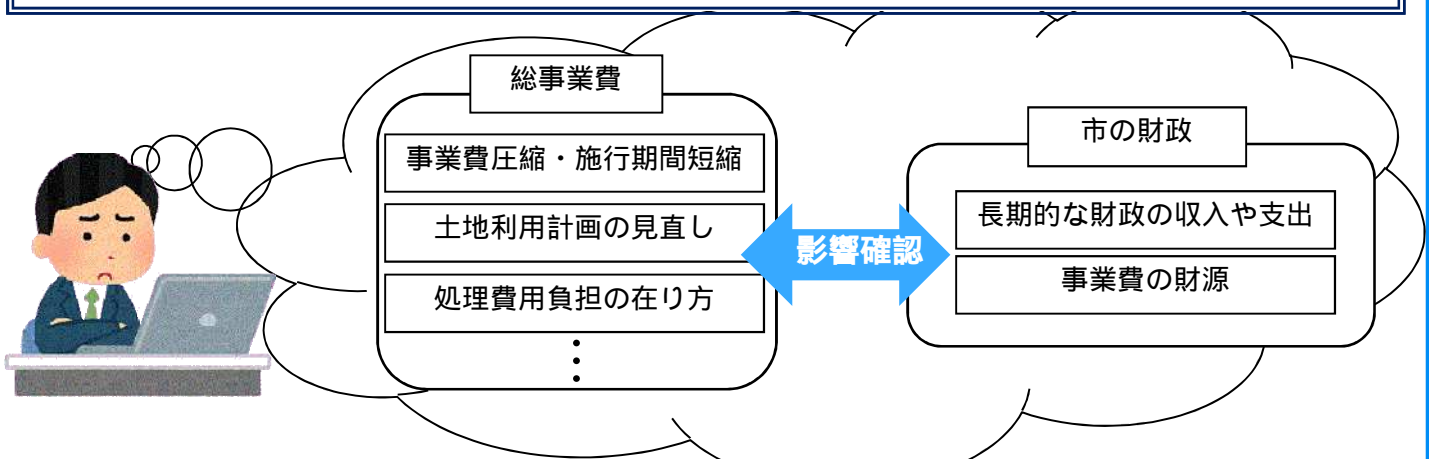 総事業費
事業費圧縮・施行期間短縮
土地利用計画の見直し
処理費用負担の在り方
⋮
影響確認
市の財政
長期的な財政の収入や支出
事業費の財源